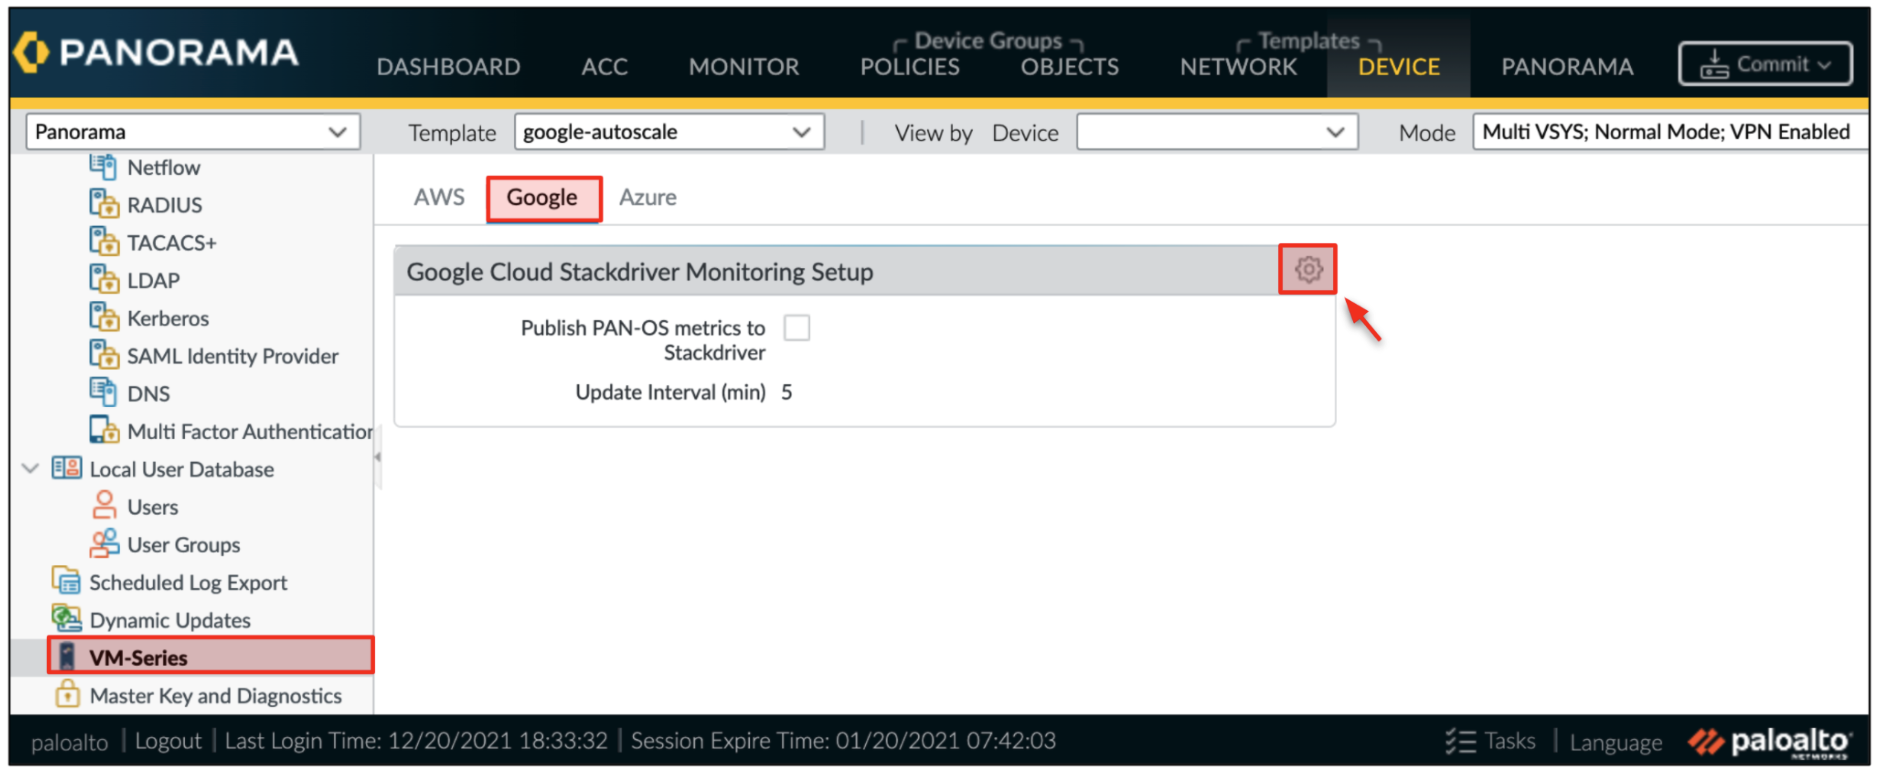 PANORAMA
DASHBOARD ACC MONITOR Device Groups POLICIES OBJECTS Templates NETWORK DEVICE PANORAMA Commit
Panorama Template google-autoscale View by Device Mode Multi VSYS; Normal Mode; VPN Enabled
Netflow
RADIUS
TACACS+
LDAP
Kerberos
SAML Identity Provider
DNS
Multi Factor Authentication
Local User Database
Users
User Groups
Scheduled Log Export
Dynamic Updates
VM-Series
Master Key and Diagnostics
AWS Google Azure
Google Cloud Stackdriver Monitoring Setup
Publish PAN-OS metrics to
Stackdriver
Update Interval (min) 5
paloalto | Logout | Last Login Time: 12/20/2021 18:33:32 | Session Expire Time: 01/20/2021 07:42:03 Tasks | Language paloalto NETWORKS